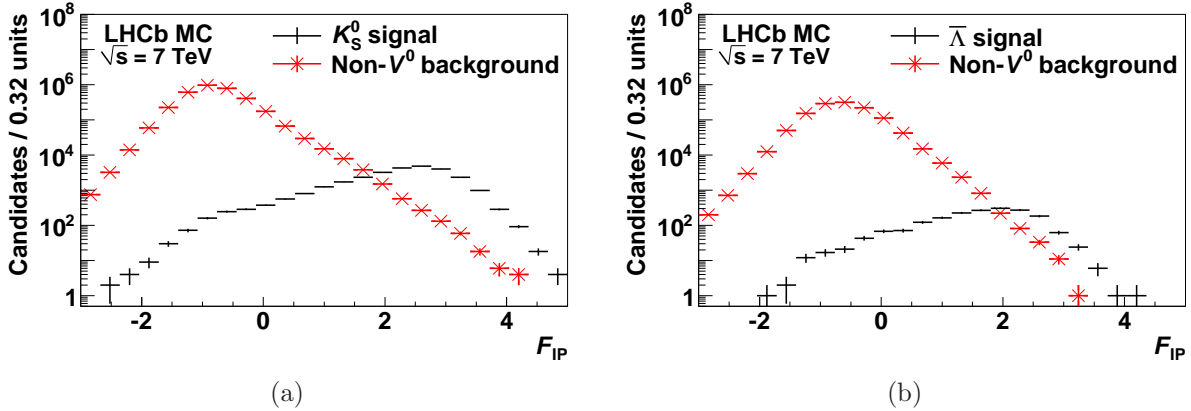 LHCb MC
√s = 7 TeV
K⁰S signal
Non-V⁰ background
Candidates / 0.32 units
10⁸
10⁶
10⁴
10²
1
-2 0 2 4
F_IP
(a)
LHCb MC
√s = 7 TeV
Λ̅ signal
Non-V⁰ background
Candidates / 0.32 units
10⁸
10⁶
10⁴
10²
1
-2 0 2 4
F_IP
(b)